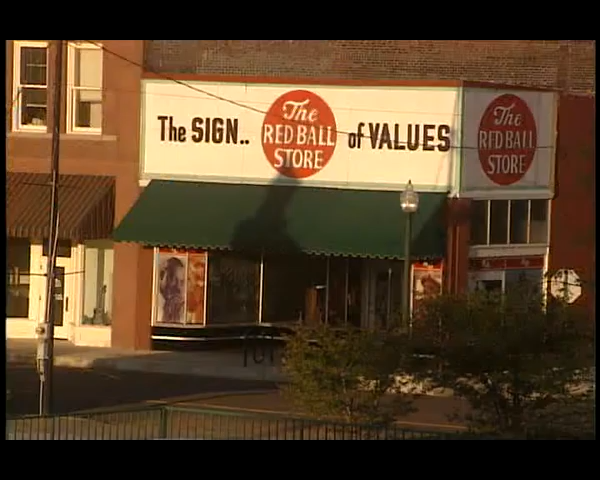 The SIGN.. The RED BALL STORE of VALUES
The
RED BALL
STORE